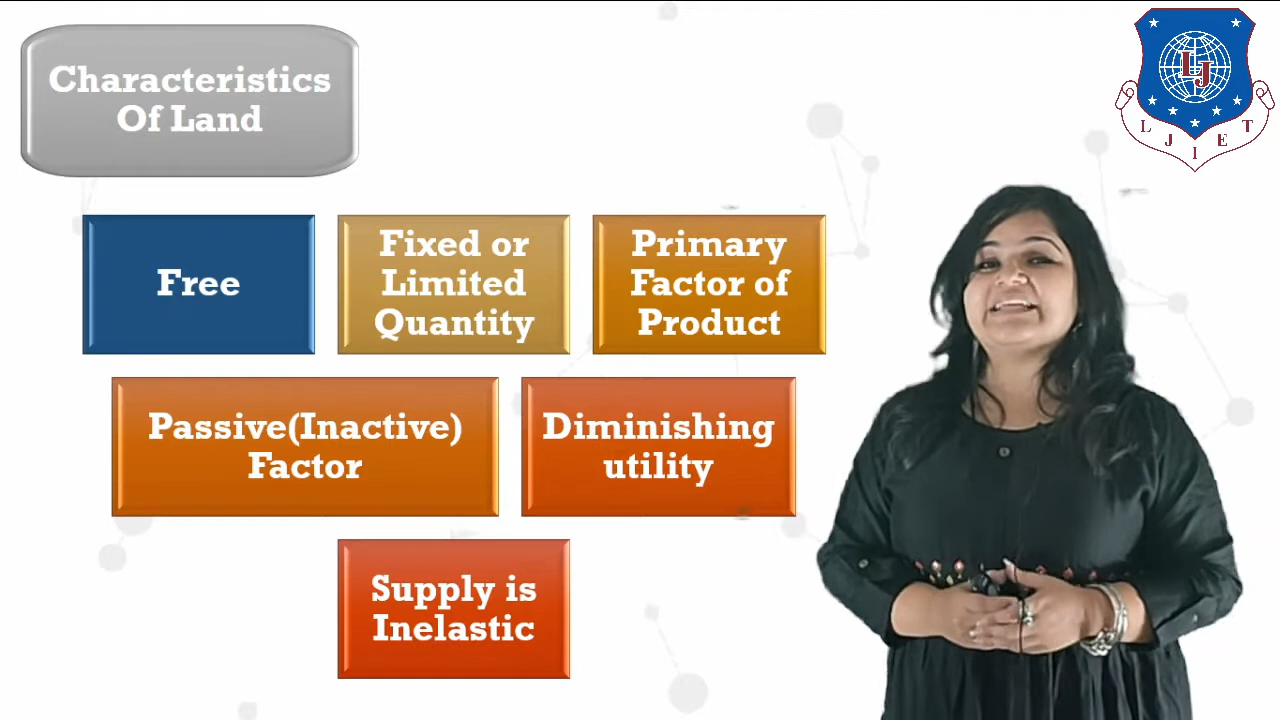 Characteristics
Of Land
Free
Fixed or
Limited
Quantity
Primary
Factor of
Product
Passive(Inactive)
Factor
Diminishing
utility
Supply is
Inelastic
LJ
L J I E T